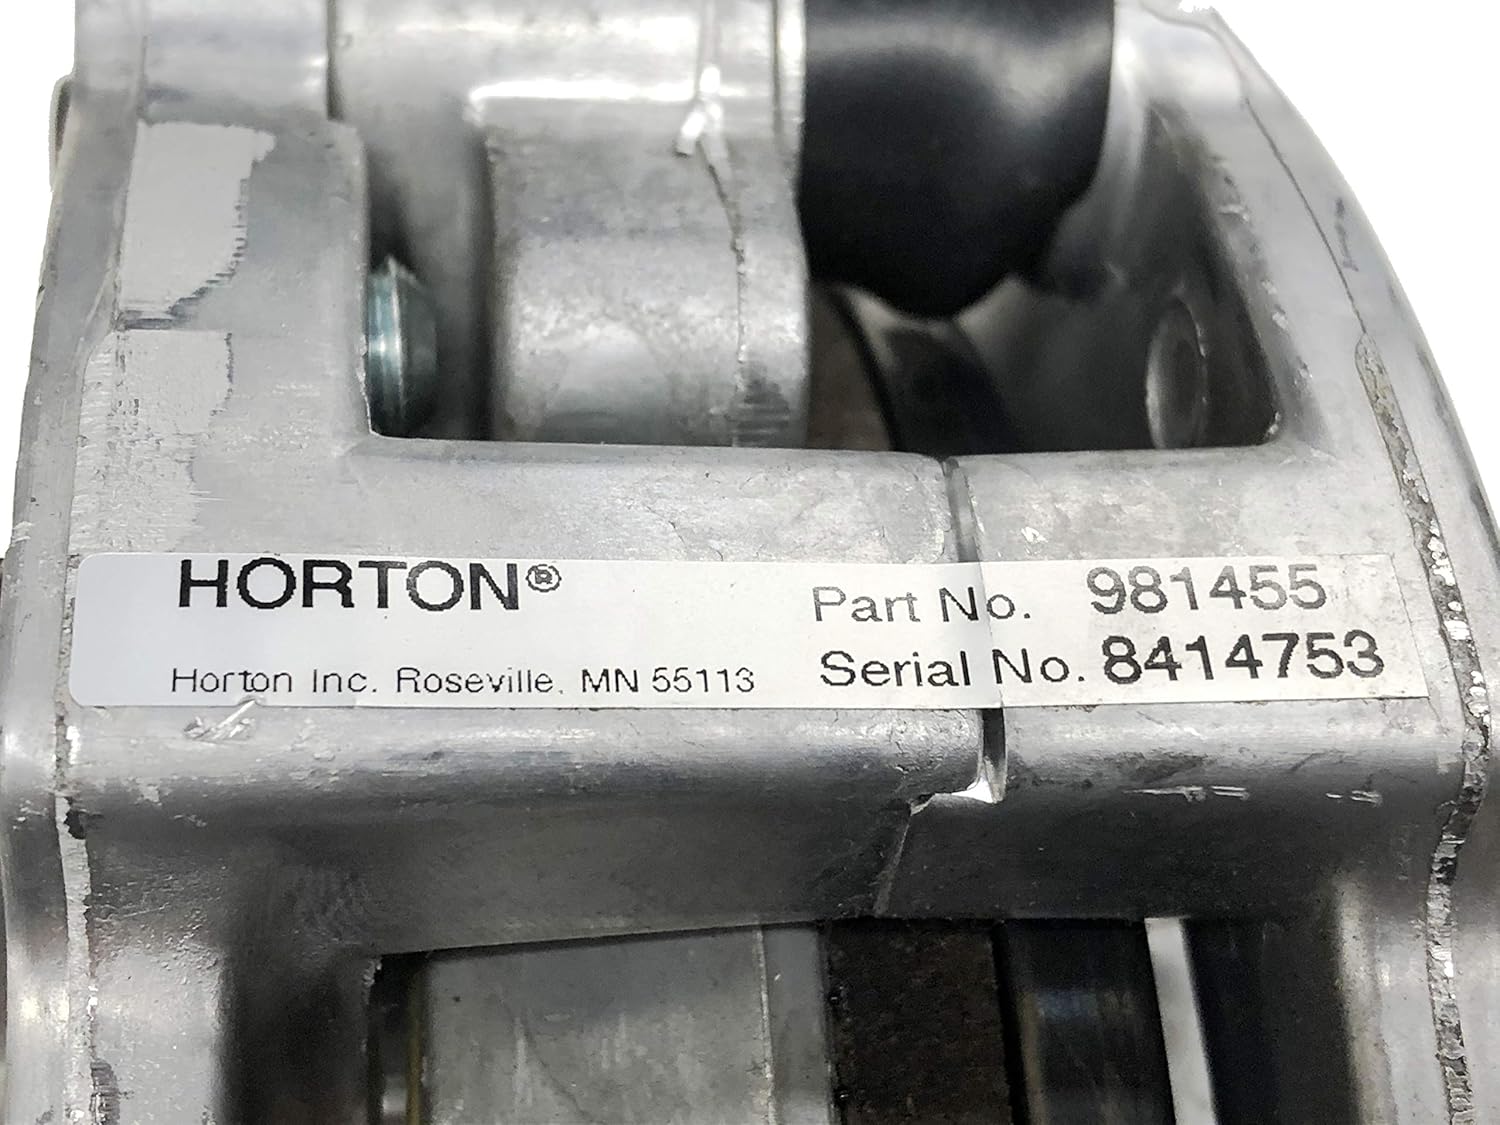 HORTON®
Horton Inc. Roseville, MN 55113
Part No. 981455
Serial No. 8414753